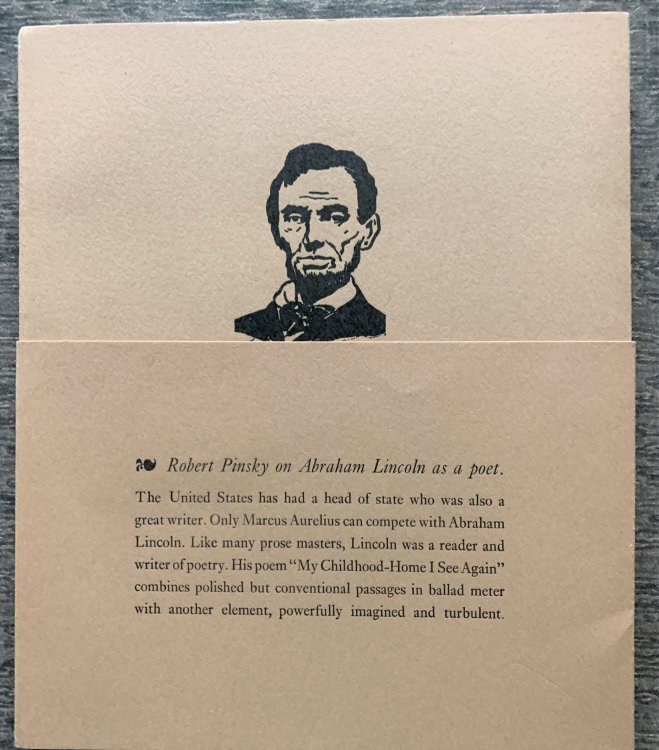 Robert Pinsky on Abraham Lincoln as a poet.
The United States has had a head of state who was also a
great writer. Only Marcus Aurelius can compete with Abraham
Lincoln. Like many prose masters, Lincoln was a reader and
writer of poetry. His poem “My Childhood-Home I See Again”
combines polished but conventional passages in ballad meter
with another element, powerfully imagined and turbulent.